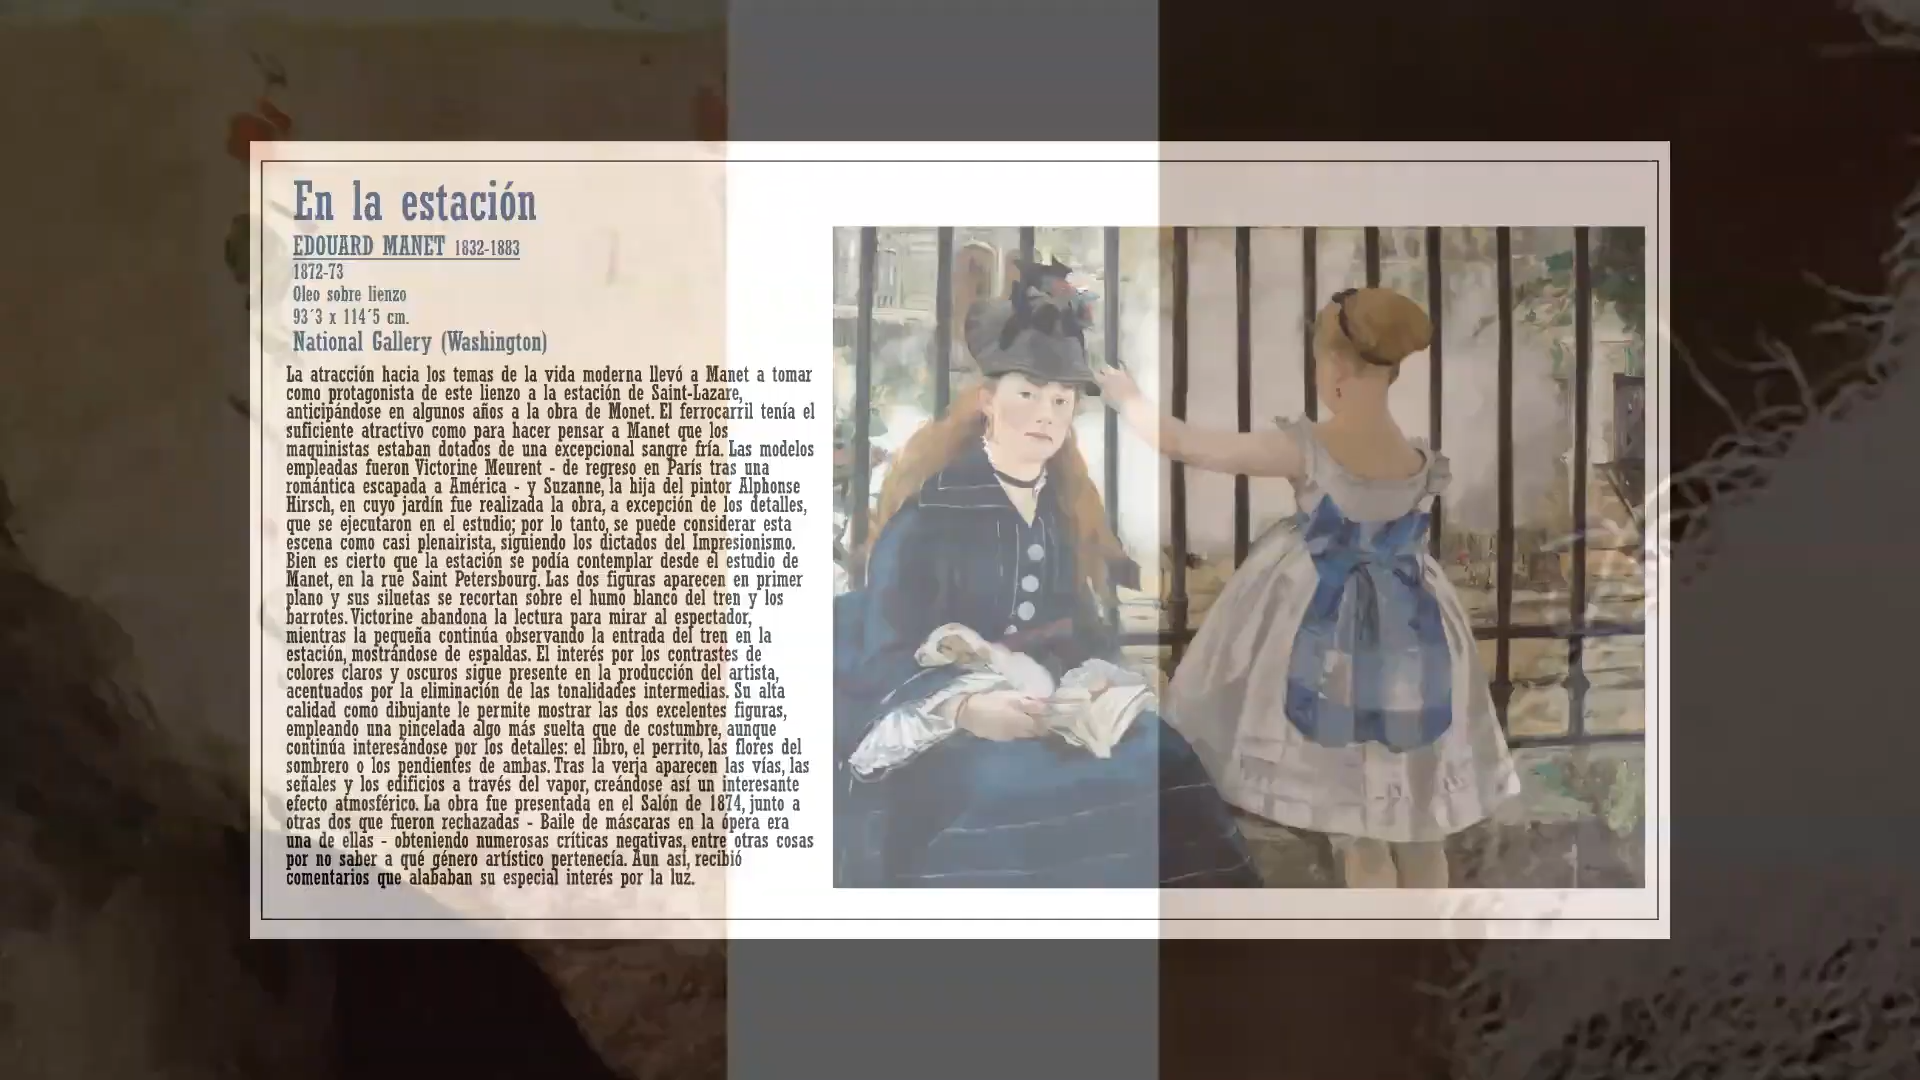 En la estación
EDOUARD MANET 1832-1883
1872-73
Oleo sobre lienzo
93´3 x 114´5 cm.
National Gallery (Washington)
La atracción hacia los temas de la vida moderna llevó a Manet a tomar
como protagonista de este lienzo a la estación de Saint-Lazare,
anticipándose en algunos años a la obra de Monet. El ferrocarril tenía el
suficiente atractivo como para hacer pensar a Manet que los
maquinistas estaban dotados de una excepcional sangre fría. Las modelos
empleadas fueron Victorine Meurent - de regreso en París tras una
romántica escapada a América - y Suzanne, la hija del pintor Alphonse
Hirsch, en cuyo jardín fue realizada la obra, a excepción de los detalles,
que se ejecutaron en el estudio; por lo tanto, se puede considerar esta
escena como casi plenairista, siguiendo los dictados del Impresionismo.
Bien es cierto que la estación se podía contemplar desde el estudio de
Manet, en la rue Saint Petersbourg. Las dos figuras aparecen en primer
plano y sus siluetas se recortan sobre el humo blanco del tren y los
barrotes. Victorine abandona la lectura para mirar al espectador,
mientras la pequeña continúa observando la entrada del tren en la
estación, mostrándose de espaldas. El interés por los contrastes de
colores claros y oscuros sigue presente en la producción del artista,
acentuados por la eliminación de las tonalidades intermedias. Su alta
calidad como dibujante le permite mostrar las dos excelentes figuras,
empleando una pincelada algo más suelta que de costumbre, aunque
continúa interesándose por los detalles: el libro, el perrito, las flores del
sombrero o los pendientes de ambas. Tras la verja aparecen las vías, las
señales y los edificios a través del vapor, creándose así un interesante
efecto atmosférico. La obra fue presentada en el Salón de 1874, junto a
otras dos que fueron rechazadas - Baile de máscaras en la ópera era
una de ellas - obteniendo numerosas críticas negativas, entre otras cosas
por no saber a qué género artístico pertenecía. Aun así, recibió
comentarios que alababan su especial interés por la luz.